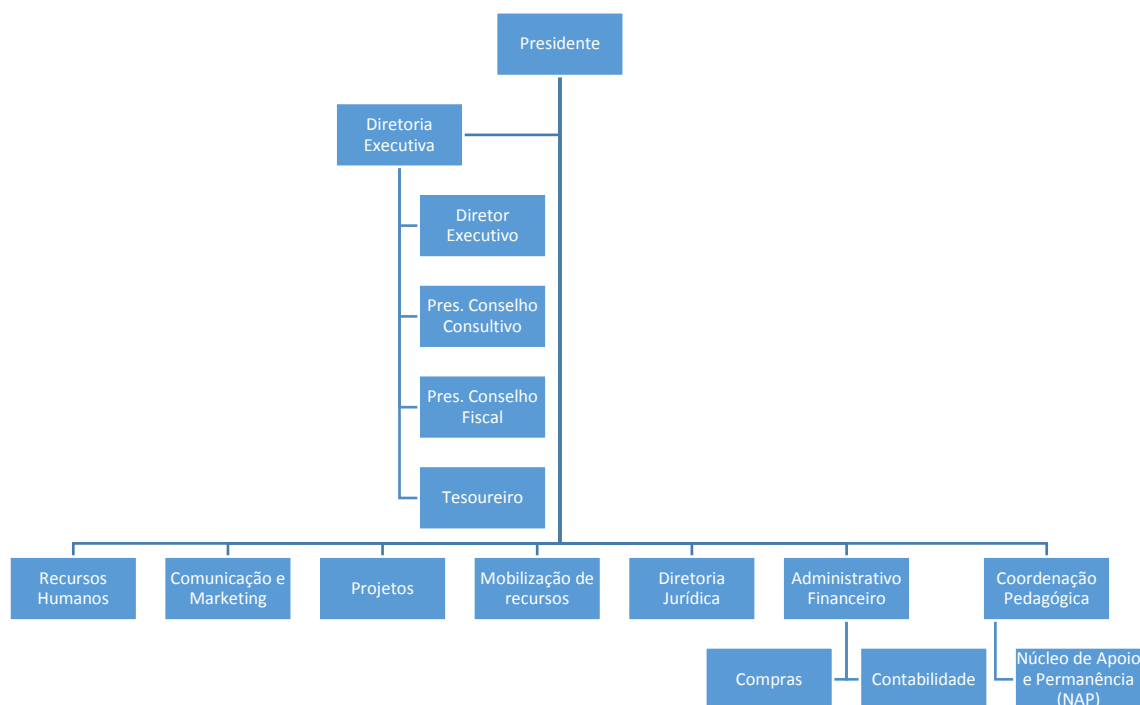 Presidente
Diretoria
Executiva
Diretor
Executivo
Pres. Conselho
Consultivo
Pres. Conselho
Fiscal
Tesoureiro
Recursos
Humanos
Comunicação e
Marketing
Projetos
Mobilização de
recursos
Diretoria
Jurídica
Administrativo
Financeiro
Coordenação
Pedagógica
Compras
Contabilidade
Núcleo de Apoio
e Permanência
(NAP)